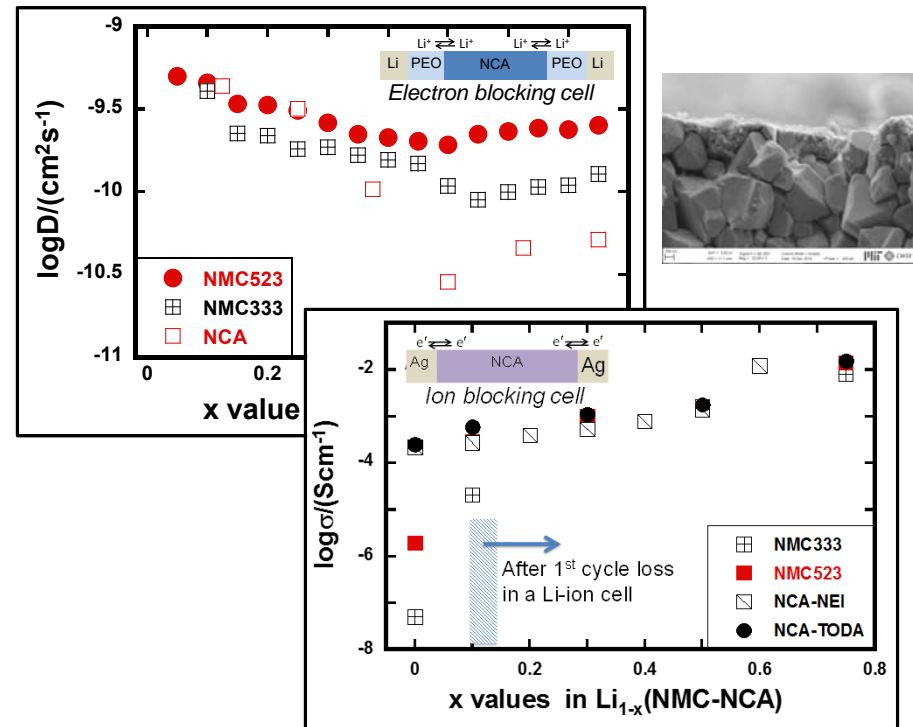 -9
-9.5
-10
-10.5
-11
logD/(cm²s⁻¹)
Li⁺ ⇄ Li⁺ Li⁺ ⇄ Li⁺
Li PEO NCA PEO Li
Electron blocking cell
NMC523
NMC333
NCA
0 0.2
x value
MIT
e′ ⇄ e′ e′ ⇄ e′
Ag NCA Ag
Ion blocking cell
-2
-4
-6
-8
logσ/(Scm⁻¹)
After 1ˢᵗ cycle loss
in a Li-ion cell
NMC333
NMC523
NCA-NEI
NCA-TODA
0 0.2 0.4 0.6 0.8
x values in Li₁₋ₓ(NMC-NCA)